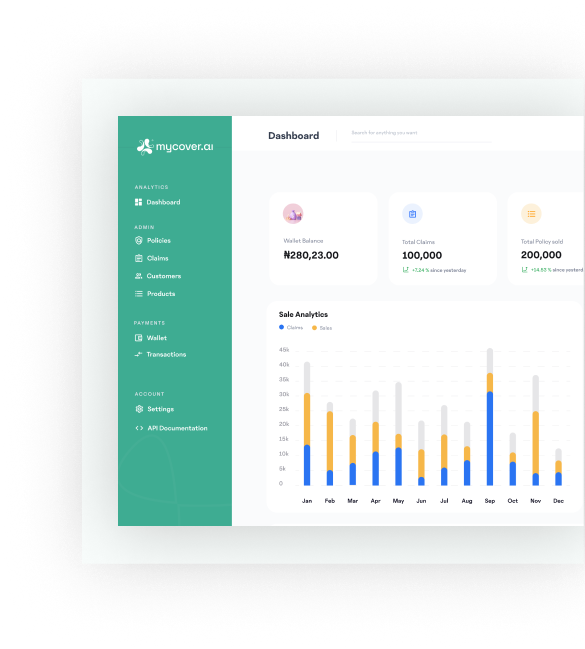 mycover.ai
ANALYTICS
Dashboard
ADMIN
Policies
Claims
Customers
Products
PAYMENTS
Wallet
Transactions
ACCOUNT
Settings
API Documentation
Dashboard
Search for anything you want
Wallet Balance
₦280,23.00
Total Claims
100,000
+7.24 % since yesterday
Total Policy sold
200,000
+14.53 % since yesterd
Sale Analytics
Claims Sales
45k
40k
35k
30k
25k
20k
15k
10k
5k
0
Jan Feb Mar Apr May Jun Jul Aug Sep Oct Nov Dec